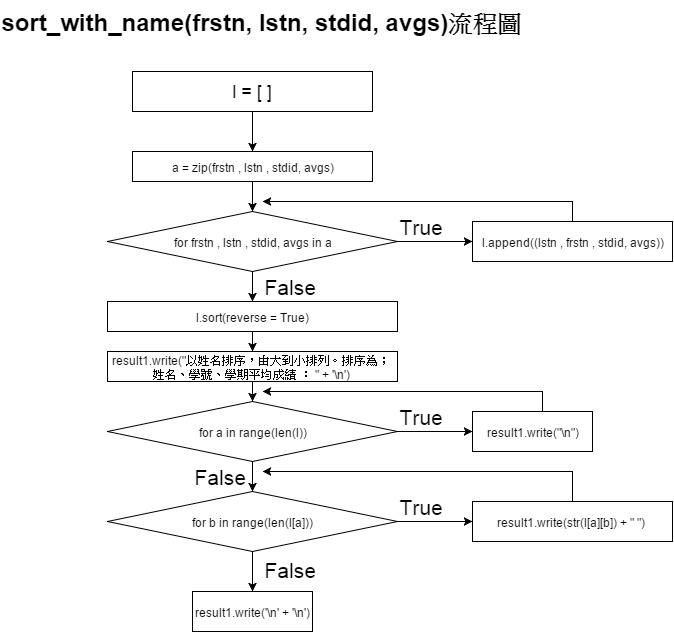 sort_with_name(frstn, lstn, stdid, avgs)流程圖
l = [ ]
a = zip(frstn , lstn , stdid, avgs)
for frstn , lstn , stdid, avgs in a
True
l.append((lstn , frstn , stdid, avgs))
False
l.sort(reverse = True)
result1.write("以姓名排序，由大到小排列。排序為；
姓名、學號、學期平均成績 ： " + '\n')
for a in range(len(l))
True
result1.write("\n")
False
for b in range(len(l[a]))
True
result1.write(str(l[a][b]) + " ")
False
result1.write('\n' + '\n')